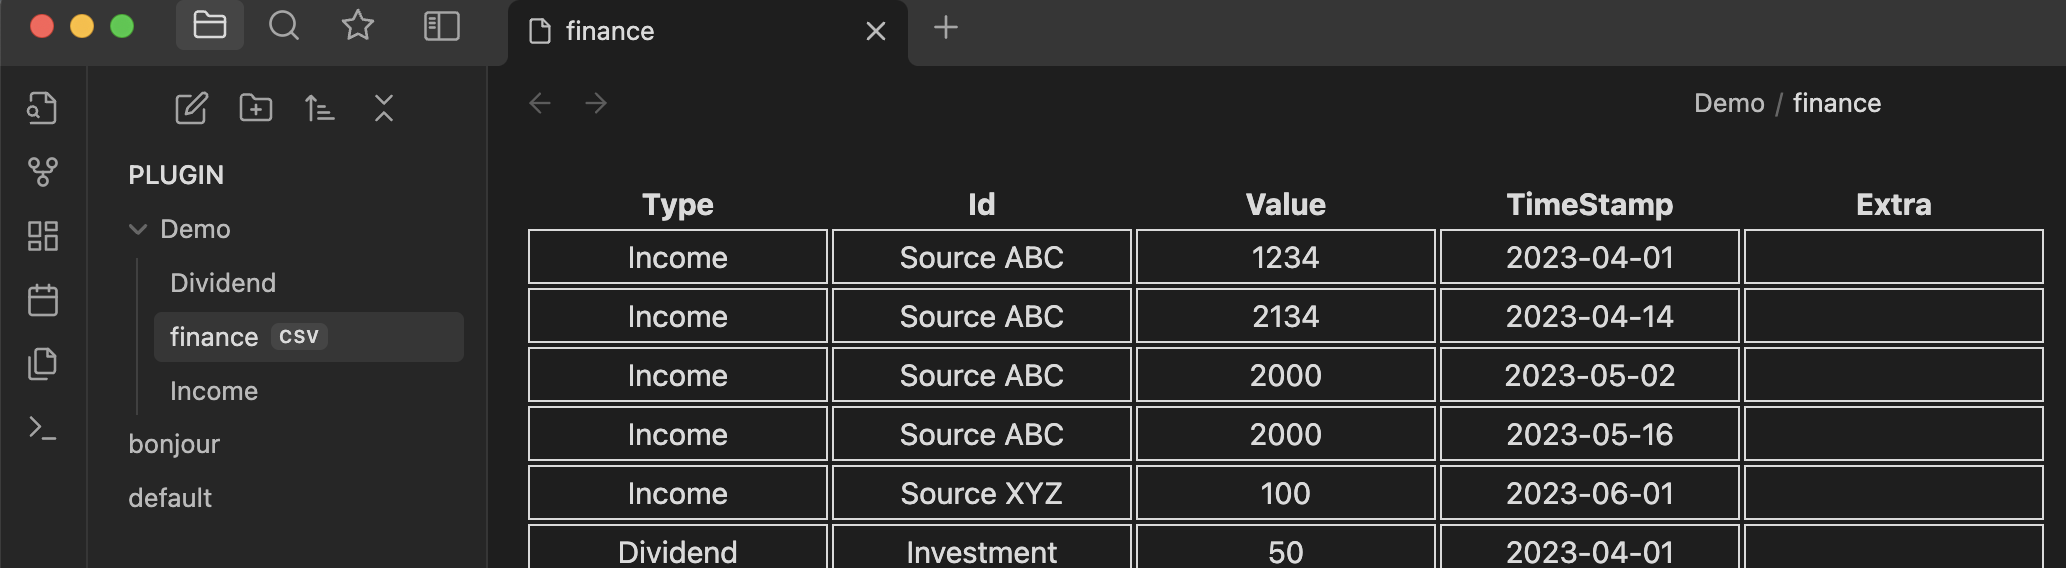 finance
PLUGIN
Demo
Dividend
finance CSV
Income
bonjour
default
Demo / finance
Type Id Value TimeStamp Extra
Income Source ABC 1234 2023-04-01
Income Source ABC 2134 2023-04-14
Income Source ABC 2000 2023-05-02
Income Source ABC 2000 2023-05-16
Income Source XYZ 100 2023-06-01
Dividend Investment 50 2023-04-01